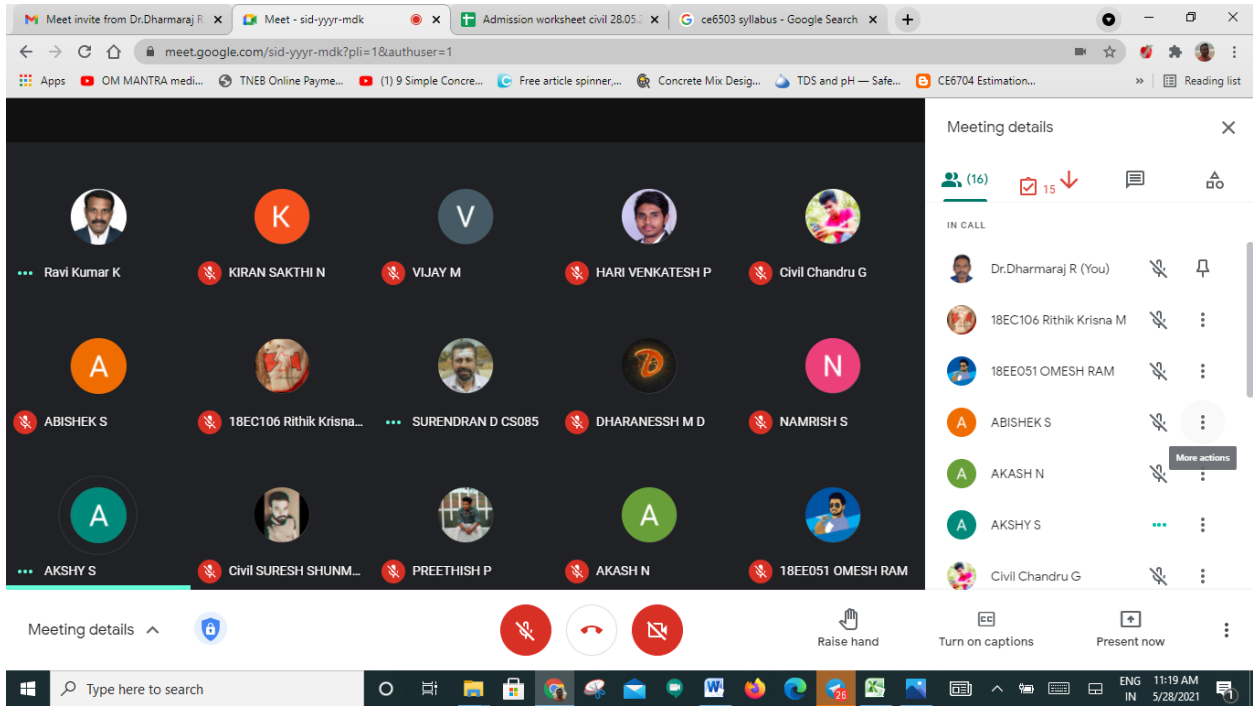 Meet invite from Dr.Dharmaraj R
Meet - sid-yyyr-mdk
Admission worksheet civil 28.05.
ce6503 syllabus - Google Search
meet.google.com/sid-yyyr-mdk?pli=1&authuser=1
Apps OM MANTRA medi... TNEB Online Payme... (1) 9 Simple Concre... Free article spinner,... Concrete Mix Desig... TDS and pH — Safe... CE6704 Estimation... » Reading list
Ravi Kumar K
K
KIRAN SAKTHI N
V
VIJAY M
HARI VENKATESH P
Civil Chandru G
A
ABISHEK S
18EC106 Rithik Krisna...
SURENDRAN D CS085
D
DHARANESSH M D
N
NAMRISH S
A
AKSHY S
Civil SURESH SHUNM...
PREETHISH P
A
AKASH N
18EE051 OMESH RAM
Meeting details
(16) 15
IN CALL
Dr.Dharmaraj R (You)
18EC106 Rithik Krisna M
18EE051 OMESH RAM
A ABISHEK S
More actions
A AKASH N
A AKSHY S
Civil Chandru G
Meeting details
Raise hand
CC
Turn on captions
Present now
Type here to search
26
ENG 11:19 AM
IN 5/28/2021
1